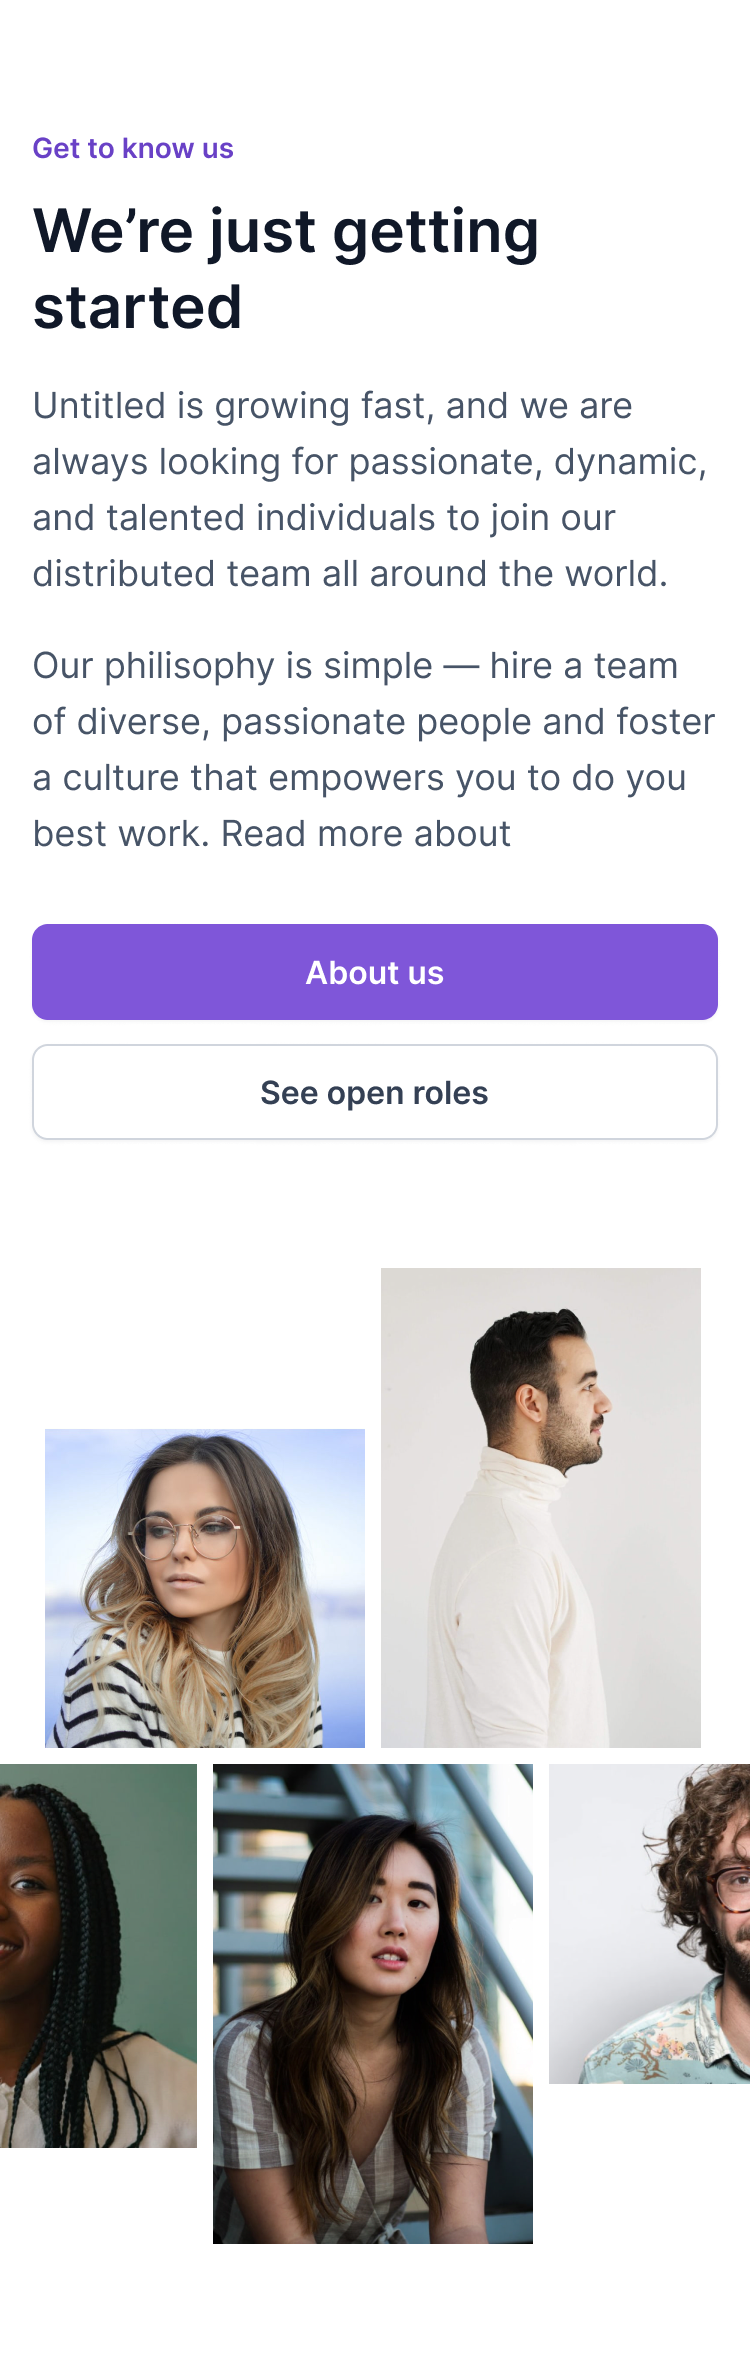 Get to know us
We’re just getting
started
Untitled is growing fast, and we are
always looking for passionate, dynamic,
and talented individuals to join our
distributed team all around the world.
Our philisophy is simple — hire a team
of diverse, passionate people and foster
a culture that empowers you to do you
best work. Read more about
About us
See open roles